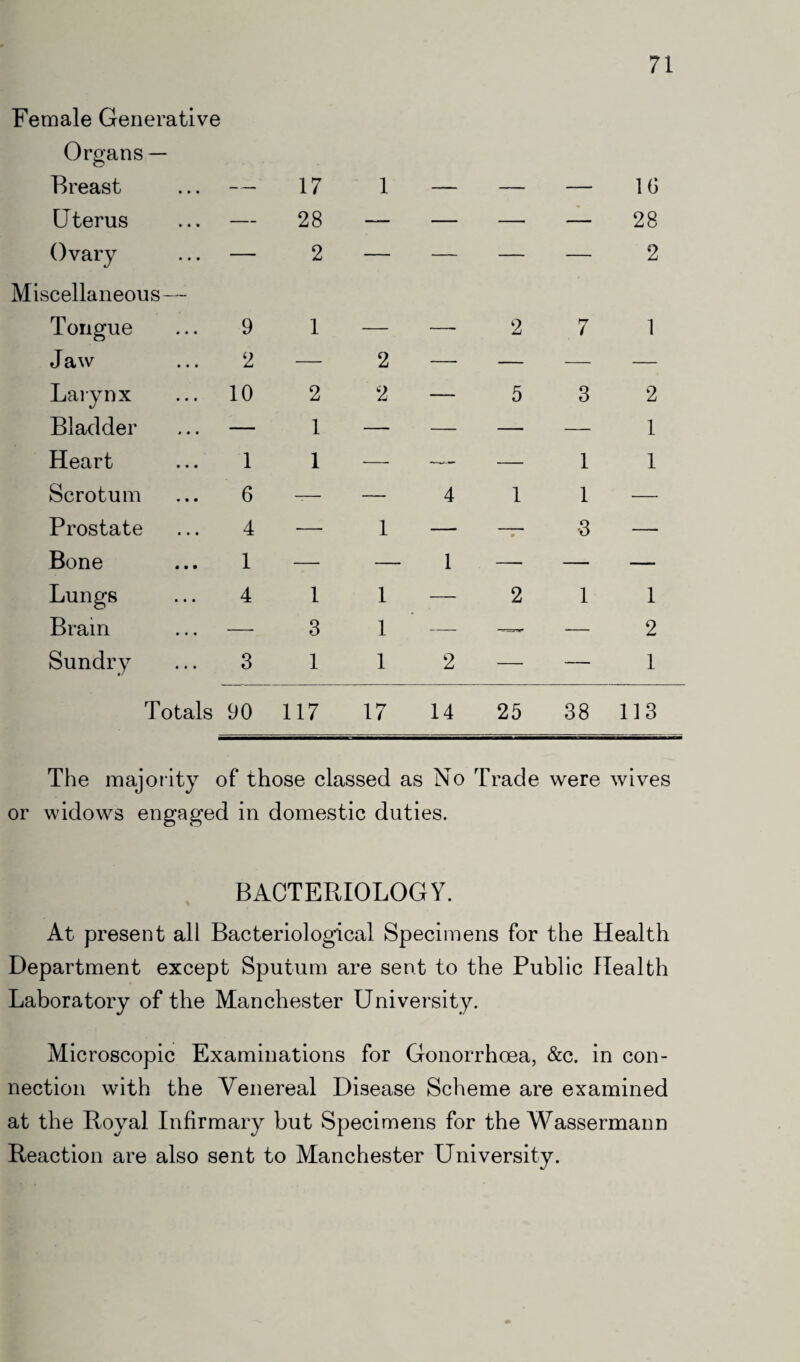 71
Female Generative
Organs —
Breast ... — 17 1 — — — 16
Uterus ... — 28 — — — — 28
Ovary ... — 2 — — — — 2
Miscellaneous—
Tongue ... 9 1 — — 2 7 1
Jaw ... 2 — 2 — — — —
Larynx ... 10 2 2 — 5 3 2
Bladder ... — 1 — — — — 1
Heart ... 1 1 — — — 1 1
Scrotum ... 6 — — 4 1 1 —
Prostate ... 4 — 1 — — 3 —
Bone ... 1 — — 1 — — —
Lungs ... 4 1 1 — 2 1 1
Brain ... — 3 1 — — — 2
Sundry ... 3 1 1 2 — — 1
Totals 90 117 17 14 25 38 113
The majority of those classed as No Trade were wives
or widows engaged in domestic duties.
BACTERIOLOGY.
At present all Bacteriological Specimens for the Health
Department except Sputum are sent to the Public Health
Laboratory of the Manchester University.
Microscopic Examinations for Gonorrhœa, &c. in con-
nection with the Venereal Disease Scheme are examined
at the Royal Infirmary but Specimens for the Wassermann
Reaction are also sent to Manchester University.